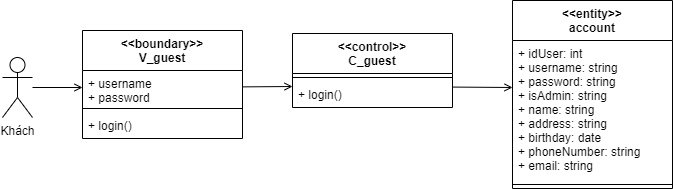 Khách
<<boundary>>
V_guest
+ username
+ password
+ login()
<<control>>
C_guest
+ login()
<<entity>>
account
+ idUser: int
+ username: string
+ password: string
+ isAdmin: string
+ name: string
+ address: string
+ birthday: date
+ phoneNumber: string
+ email: string